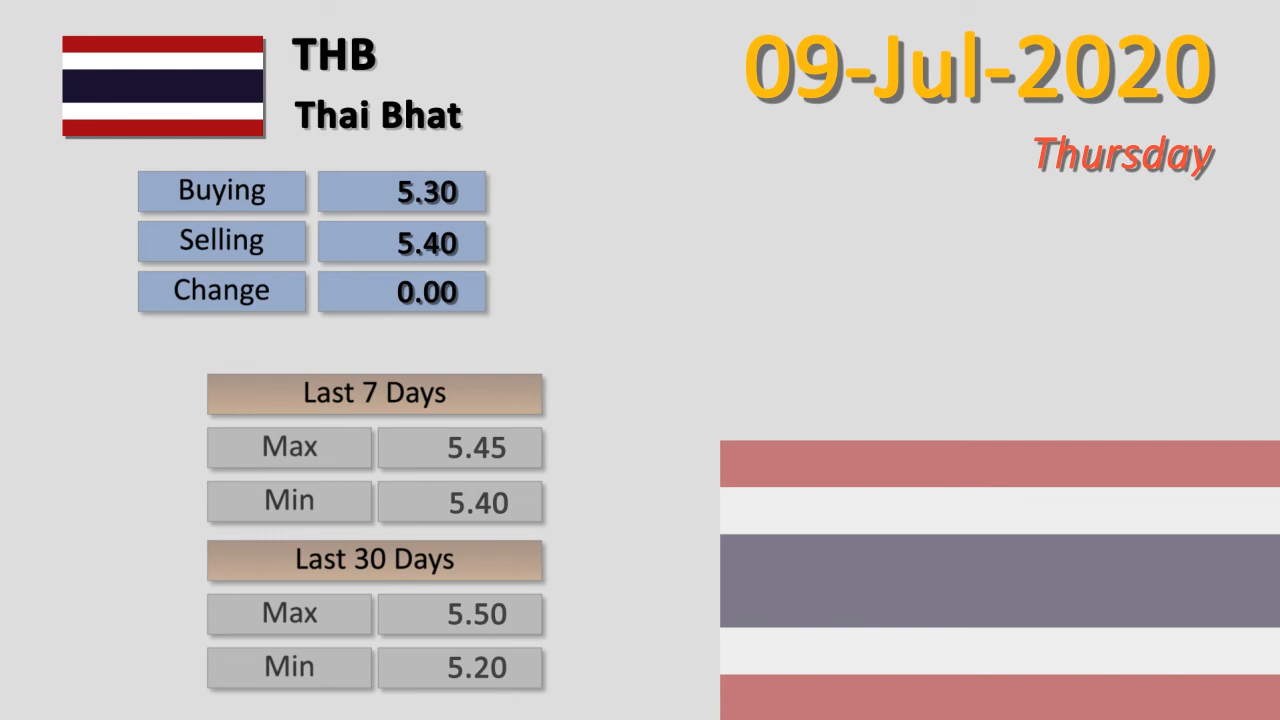 THB
Thai Bhat
09-Jul-2020
Thursday
Buying 5.30
Selling 5.40
Change 0.00
Last 7 Days
Max 5.45
Min 5.40
Last 30 Days
Max 5.50
Min 5.20